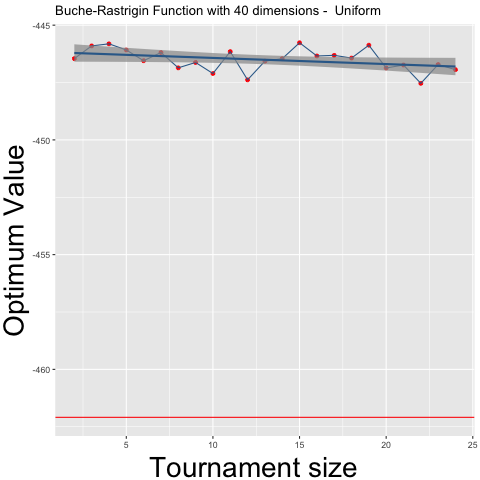 Buche-Rastrigin Function with 40 dimensions -  Uniform
Optimum Value
-445
-450
-455
-460
5 10 15 20 25
Tournament size